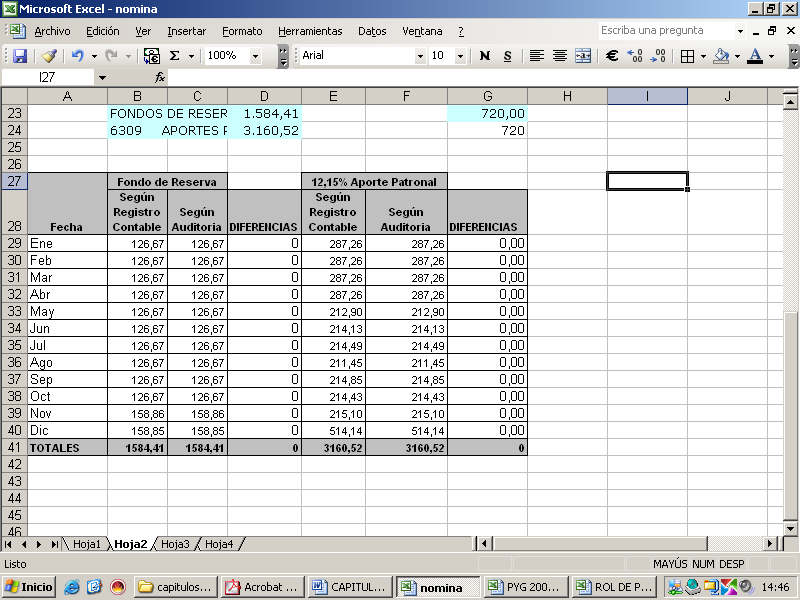 Microsoft Excel - nomina
Archivo Edición Ver Insertar Formato Herramientas Datos Ventana ? Escriba una pregunta
Σ 100% Arial 10 N S €
I27 fx
A B C D E F G H I J
23 FONDOS DE RESER 1.584,41 720,00
24 6309 APORTES F 3.160,52 720
25
26
27 Fondo de Reserva 12,15% Aporte Patronal
28 Fecha Según Registro Contable Según Auditoria DIFERENCIAS Según Registro Contable Según Auditoria DIFERENCIAS
29 Ene 126,67 126,67 0 287,26 287,26 0,00
30 Feb 126,67 126,67 0 287,26 287,26 0,00
31 Mar 126,67 126,67 0 287,26 287,26 0,00
32 Abr 126,67 126,67 0 287,26 287,26 0,00
33 May 126,67 126,67 0 212,90 212,90 0,00
34 Jun 126,67 126,67 0 214,13 214,13 0,00
35 Jul 126,67 126,67 0 214,49 214,49 0,00
36 Ago 126,67 126,67 0 211,45 211,45 0,00
37 Sep 126,67 126,67 0 214,85 214,85 0,00
38 Oct 126,67 126,67 0 214,43 214,43 0,00
39 Nov 158,86 158,86 0 215,10 215,10 0,00
40 Dic 158,85 158,85 0 514,14 514,14 0,00
41 TOTALES 1584,41 1584,41 0 3160,52 3160,52 0
42
43
44
45
46
Hoja1 Hoja2 Hoja3 Hoja4
Listo MAYÚS NUM DESP
Inicio capitulos... Acrobat ... CAPITUL... nomina PYG 200... ROL DE P... 14:46